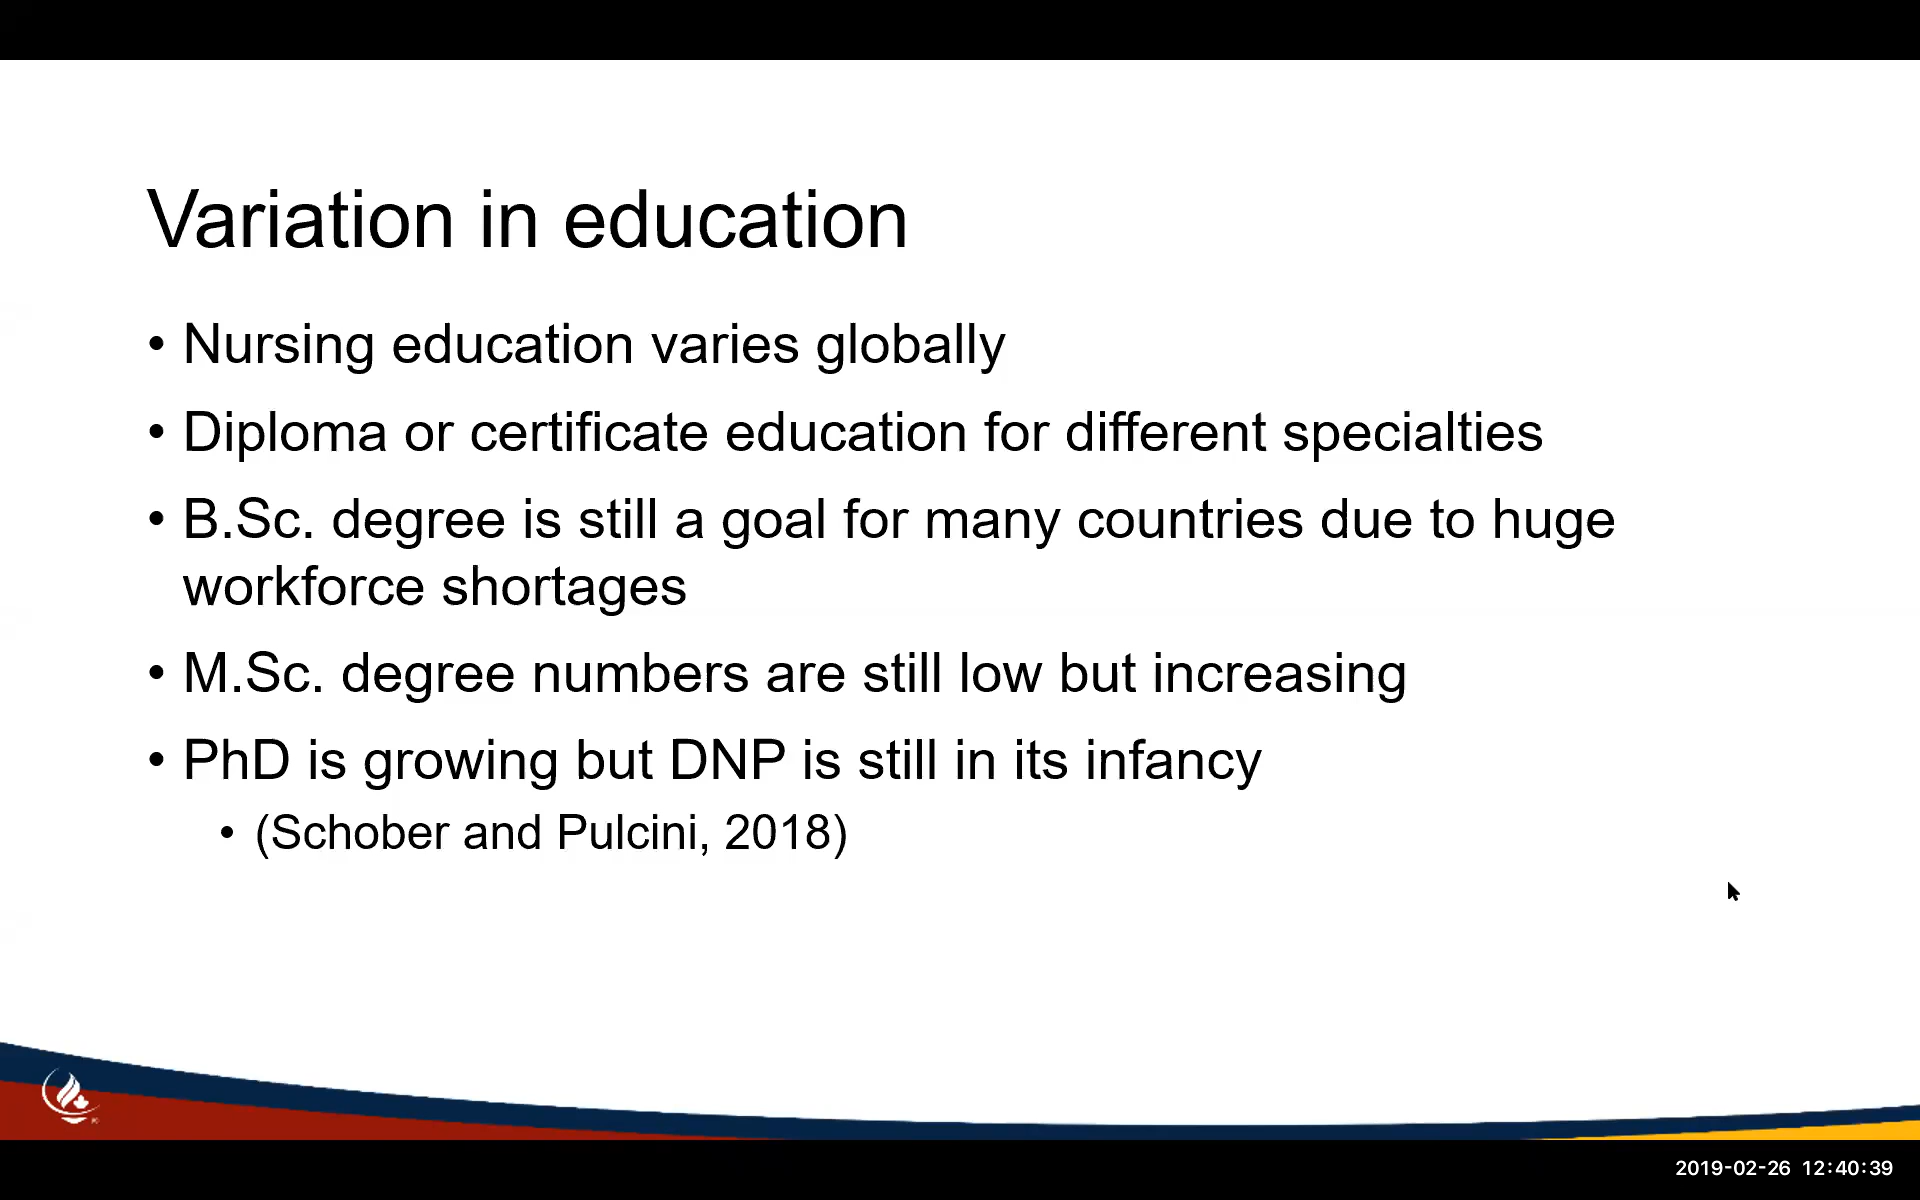 Variation in education
• Nursing education varies globally
• Diploma or certificate education for different specialties
• B.Sc. degree is still a goal for many countries due to huge
workforce shortages
• M.Sc. degree numbers are still low but increasing
• PhD is growing but DNP is still in its infancy
• (Schober and Pulcini, 2018)
2019-02-26 12:40:39